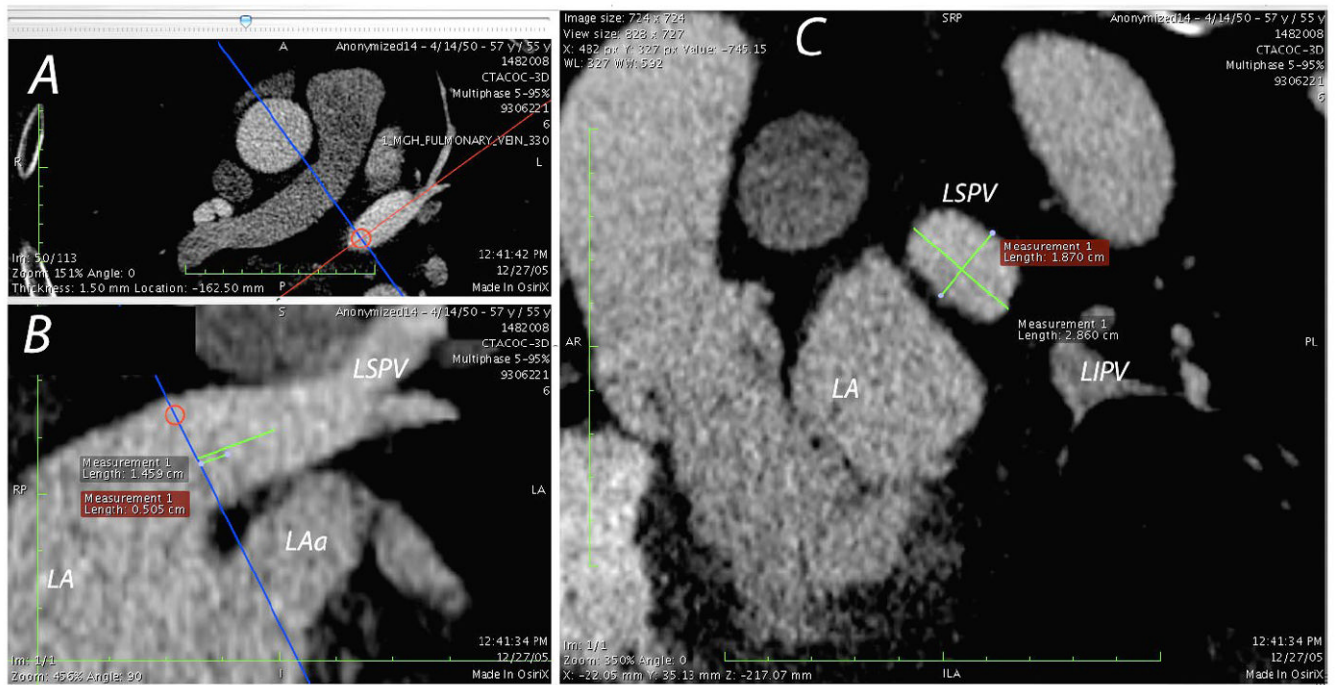 A
A
Anonymized14 - 4/14/50 - 57 y / 55 y
1482008
CTACOC-3D
Multiphase 5-95%
9306221
6
1_MGH_PULMONARY_VEIN_330
L
Im: 50/113
Zoom: 151% Angle: 0
Thickness: 1.50 mm Location: -162.50 mm
P
12:41:42 PM
12/27/05
Made In OsiriX
B
S
Anonymized14 - 4/14/50 - 57 y / 55 y
1482008
CTACOC-3D
Multiphase 5-95%
9306221
6
LSPV
Measurement 1
Length: 1.459 cm
Measurement 1
Length: 0.505 cm
RP
LA
LAa
LA
Im: 1/1
Zoom: 456% Angle: 90
I
12:41:34 PM
12/27/05
Made In OsiriX
Image size: 724 x 724
View size: 828 x 727
X: 482 px Y: 327 px Value: -745.15
WL: 327 WW: 592
SRP
C
Anonymized14 - 4/14/50 - 57 y / 55 y
1482008
CTACOC-3D
Multiphase 5-95%
9306221
6
LSPV
Measurement 1
Length: 1.870 cm
Measurement 1
Length: 2.860 cm
AR
PL
LA
LIPV
Im: 1/1
Zoom: 350% Angle: 0
X: -22.05 mm Y: 35.13 mm Z: -217.07 mm
ILA
12:41:34 PM
12/27/05
Made In OsiriX